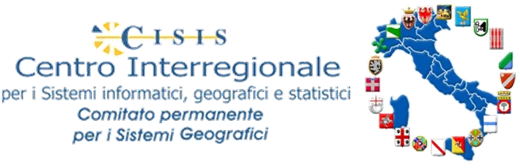 CISIS
Centro Interregionale
per i Sistemi informatici, geografici e statistici
Comitato permanente
per i Sistemi Geografici